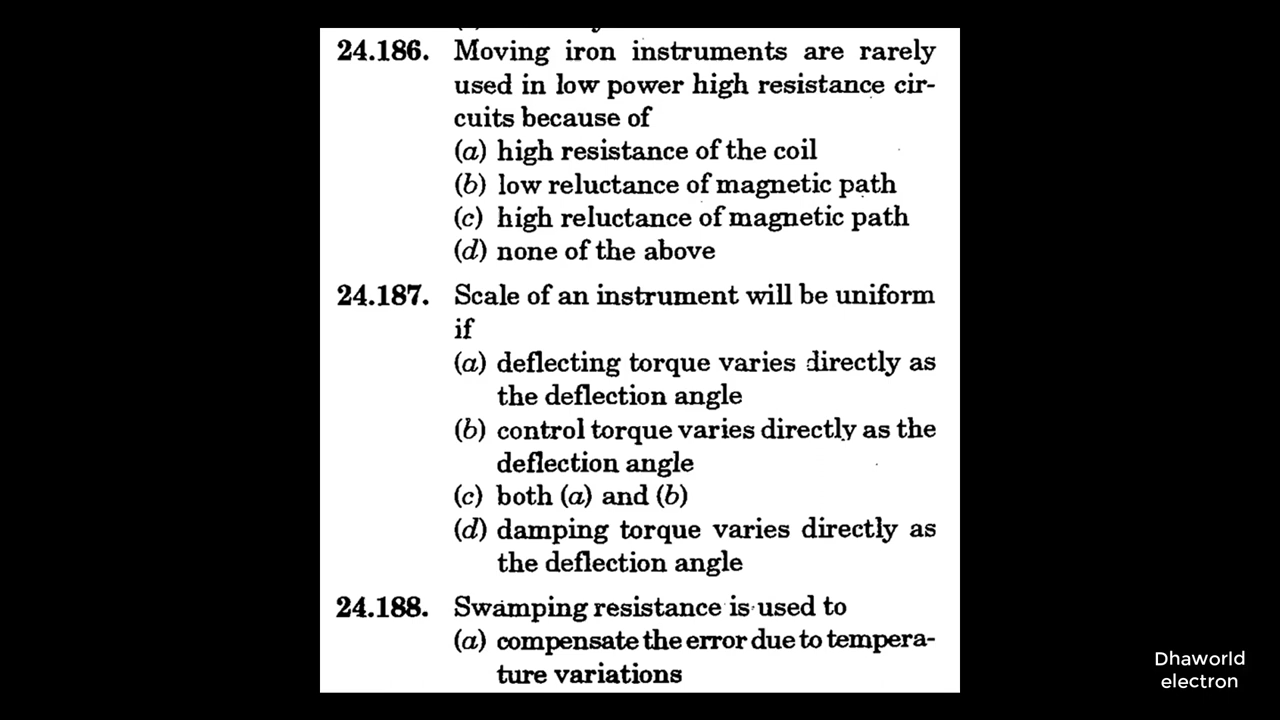 24.186. Moving iron instruments are rarely
used in low power high resistance cir-
cuits because of
(a) high resistance of the coil
(b) low reluctance of magnetic path
(c) high reluctance of magnetic path
(d) none of the above
24.187. Scale of an instrument will be uniform
if
(a) deflecting torque varies directly as
the deflection angle
(b) control torque varies directly as the
deflection angle
(c) both (a) and (b)
(d) damping torque varies directly as
the deflection angle
24.188. Swamping resistance is used to
(a) compensate the error due to tempera-
ture variations
Dhaworld
electron